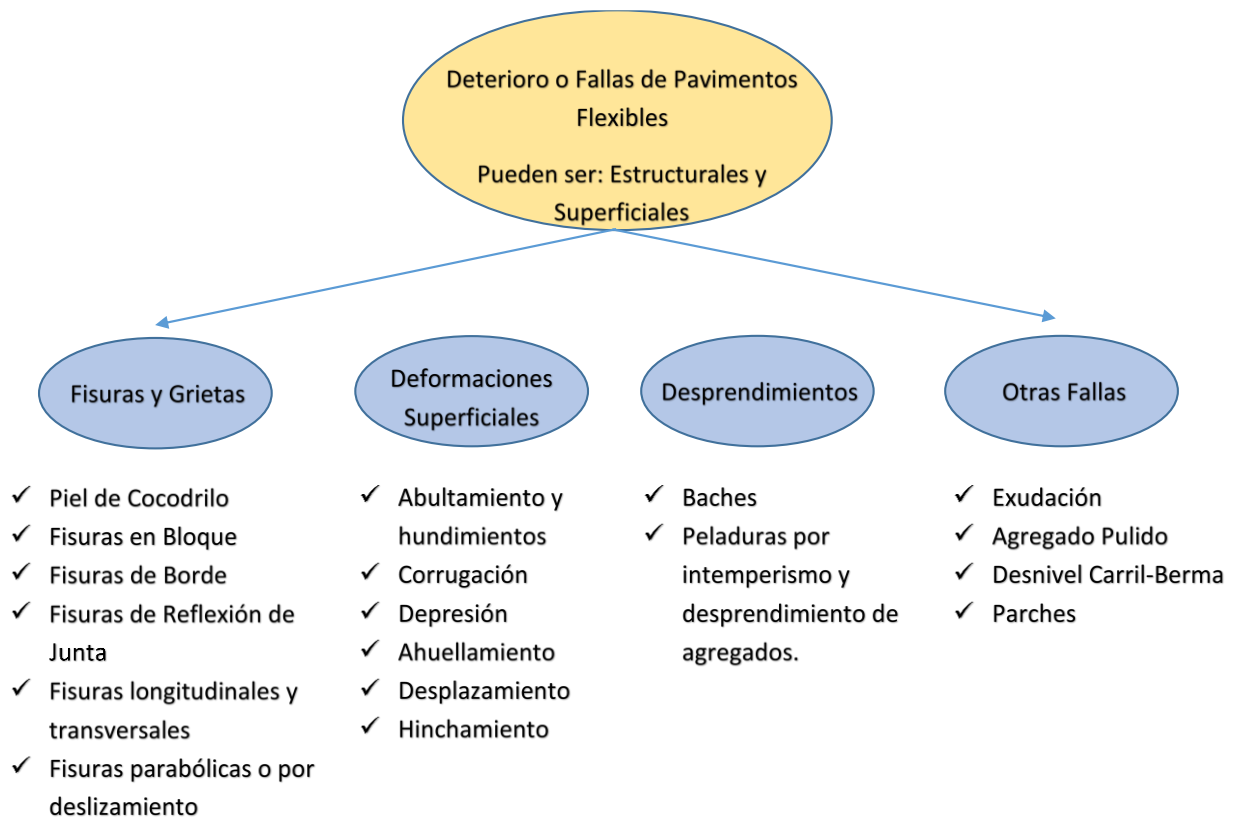 Deterioro o Fallas de Pavimentos
Flexibles
Pueden ser: Estructurales y
Superficiales
Fisuras y Grietas
✓ Piel de Cocodrilo
✓ Fisuras en Bloque
✓ Fisuras de Borde
✓ Fisuras de Reflexión de
Junta
✓ Fisuras longitudinales y
transversales
✓ Fisuras parabólicas o por
deslizamiento
Deformaciones
Superficiales
✓ Abultamiento y
hundimientos
✓ Corrugación
✓ Depresión
✓ Ahuellamiento
✓ Desplazamiento
✓ Hinchamiento
Desprendimientos
✓ Baches
✓ Peladuras por
intemperismo y
desprendimiento de
agregados.
Otras Fallas
✓ Exudación
✓ Agregado Pulido
✓ Desnivel Carril-Berma
✓ Parches